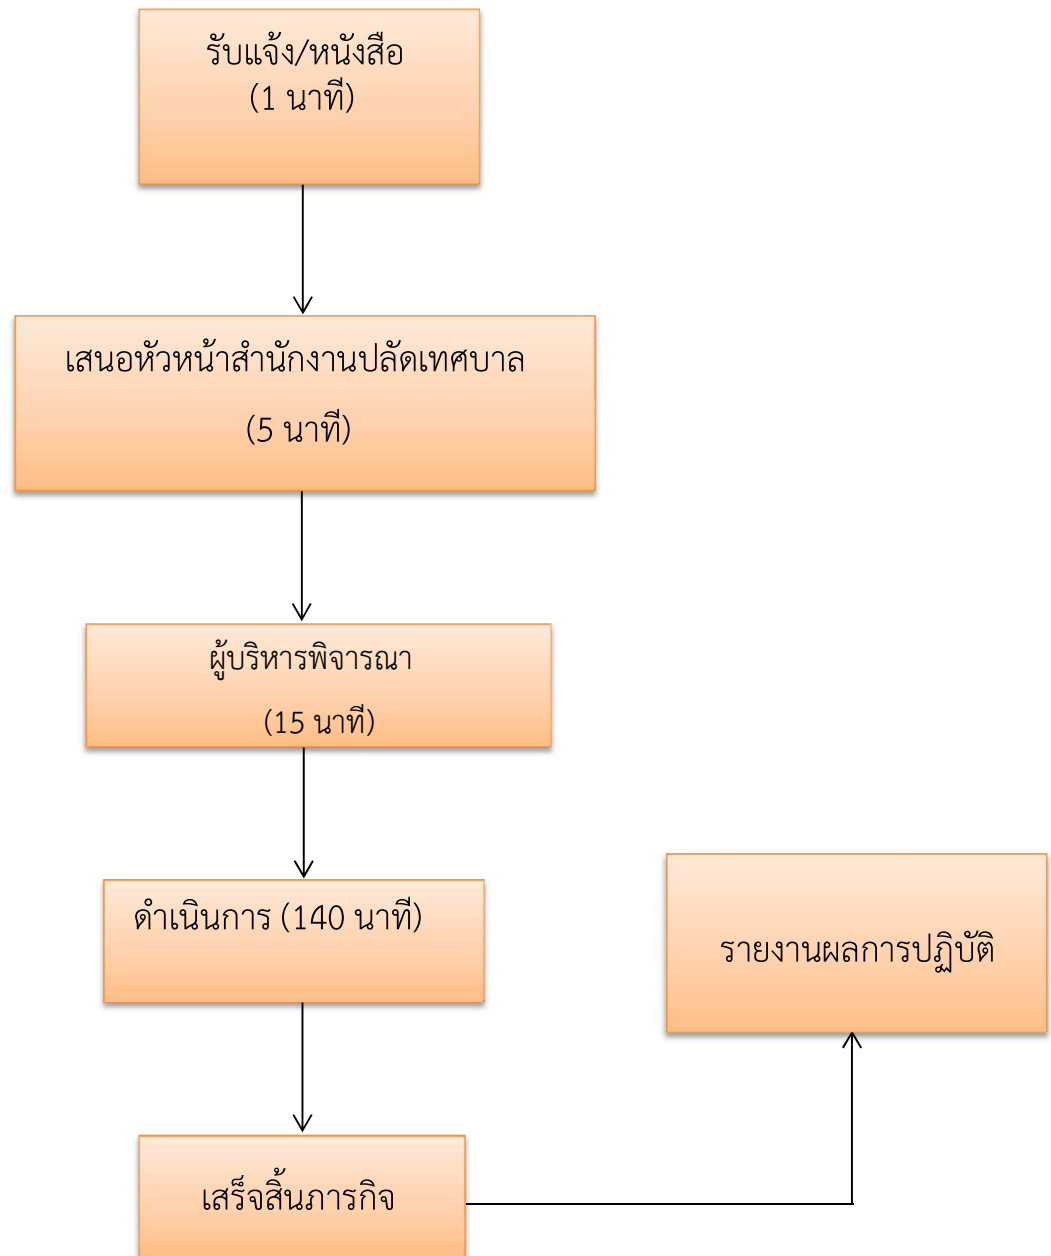 รับแจ้ง/หนังสือ
(1 นาที)
เสนอหัวหน้าสำนักงานปลัดเทศบาล
(5 นาที)
ผู้บริหารพิจารณา
(15 นาที)
ดำเนินการ (140 นาที)
รายงานผลการปฏิบัติ
เสร็จสิ้นภารกิจ